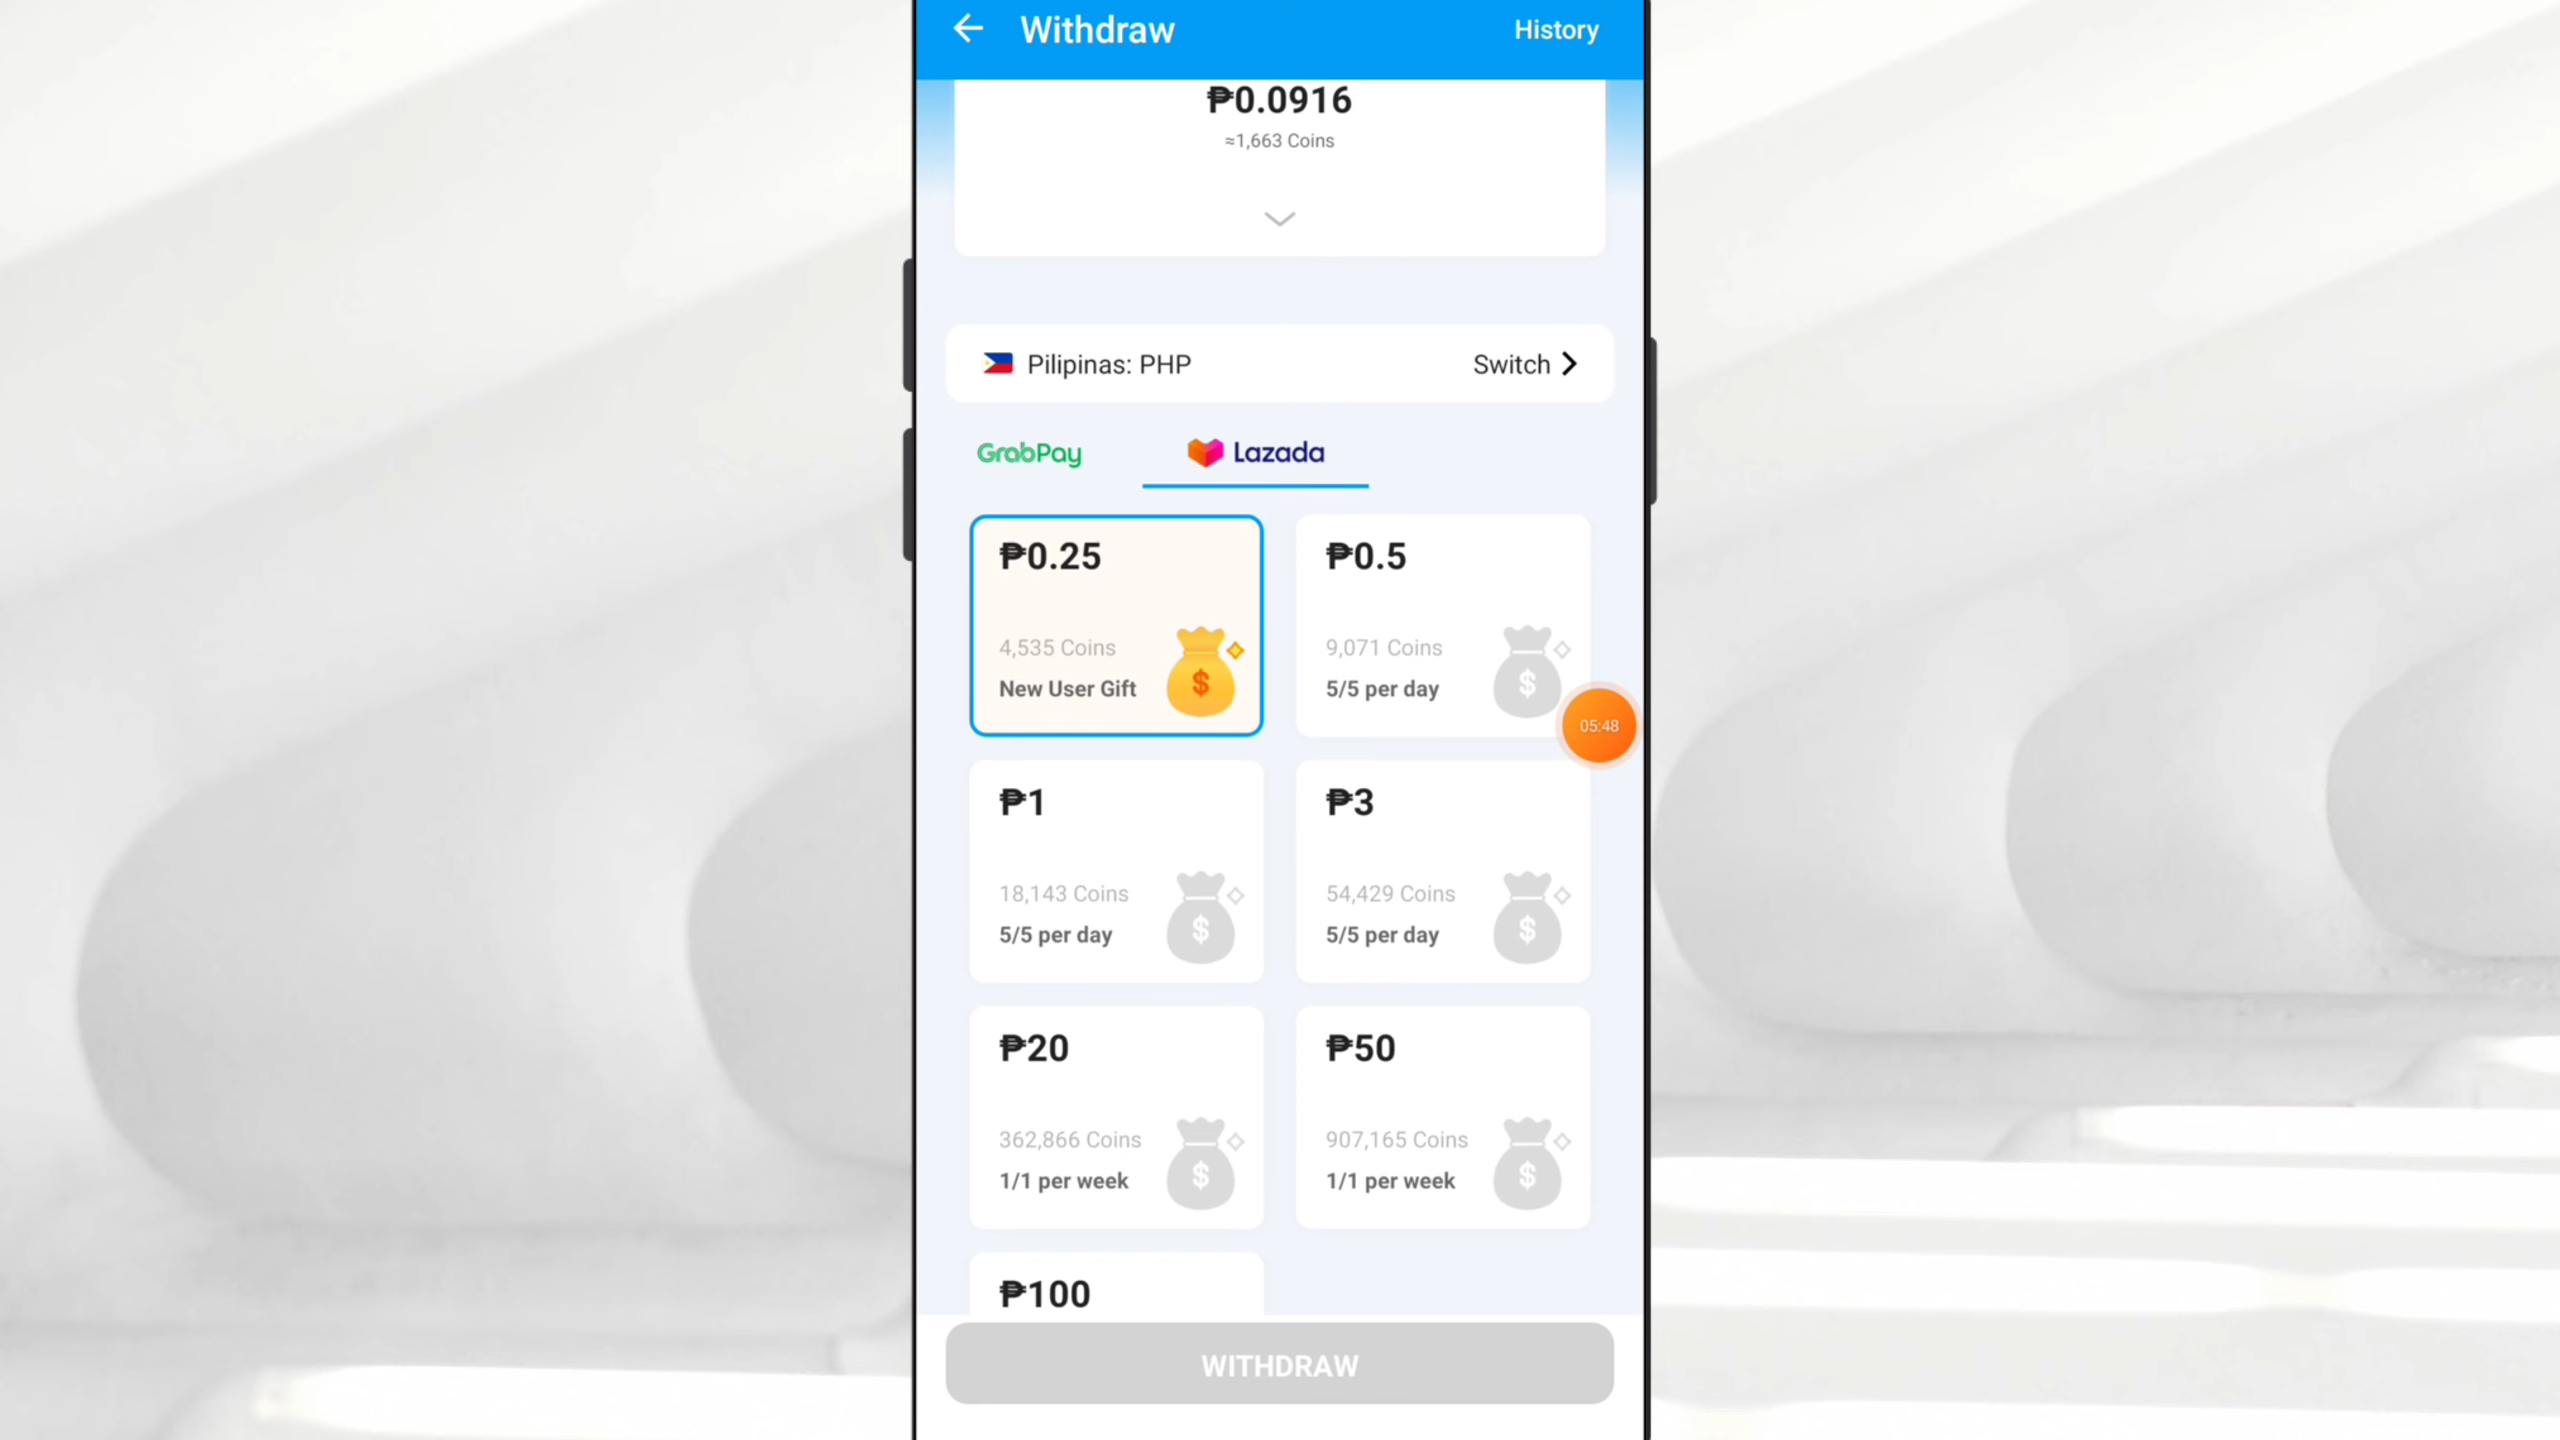 Withdraw
History
₱0.0916
≈1,663 Coins
Pilipinas: PHP
Switch
GrabPay
Lazada
₱0.25
4,535 Coins
New User Gift
$
₱0.5
9,071 Coins
5/5 per day
$
05:48
₱1
18,143 Coins
5/5 per day
$
₱3
54,429 Coins
5/5 per day
$
₱20
362,866 Coins
1/1 per week
$
₱50
907,165 Coins
1/1 per week
$
₱100
WITHDRAW